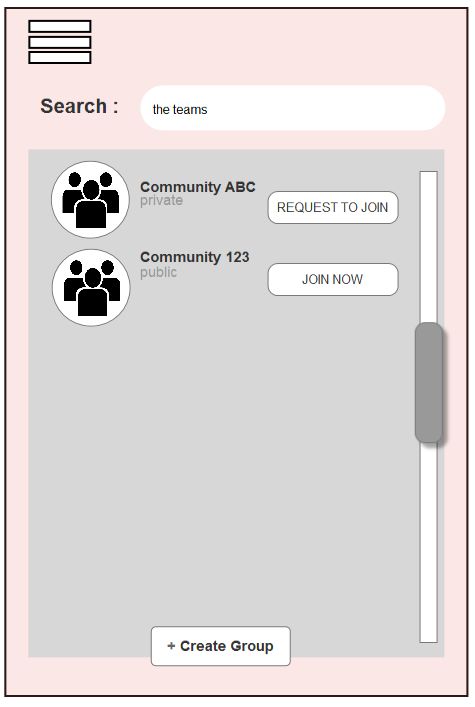 Search :
the teams
Community ABC
private
REQUEST TO JOIN
Community 123
public
JOIN NOW
+ Create Group